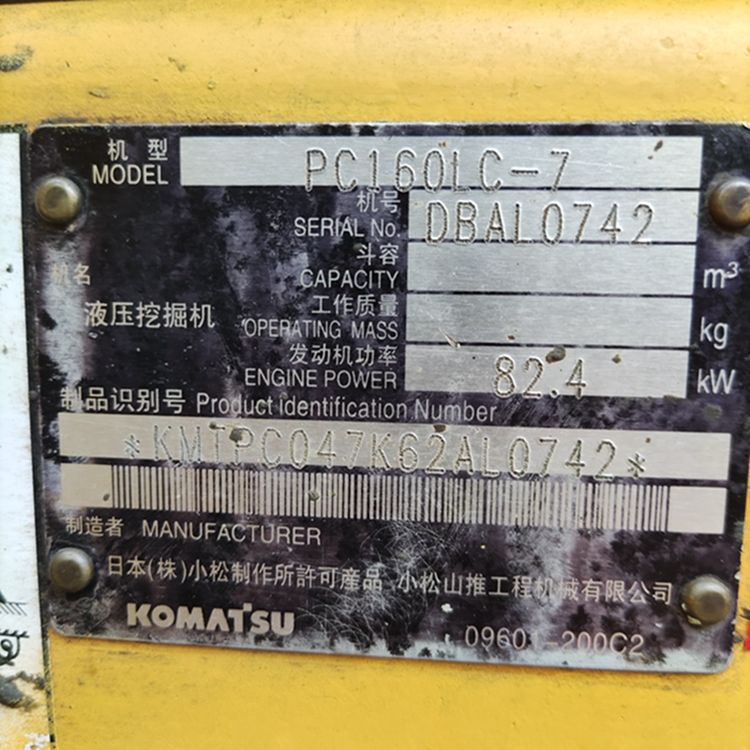 机型 PC160LC-7
MODEL
机号 DBAL0742
SERIAL No.
斗容
机名 CAPACITY m³
液压挖掘机 工作质量
OPERATING MASS kg
发动机功率 82.4
ENGINE POWER kW
制品识别号 Product Identification Number
*KMTPC047K62AL0742*
制造者 MANUFACTURER
日本(株)小松制作所許可産品 小松山推工程机械有限公司
KOMATSU 09601-200C2